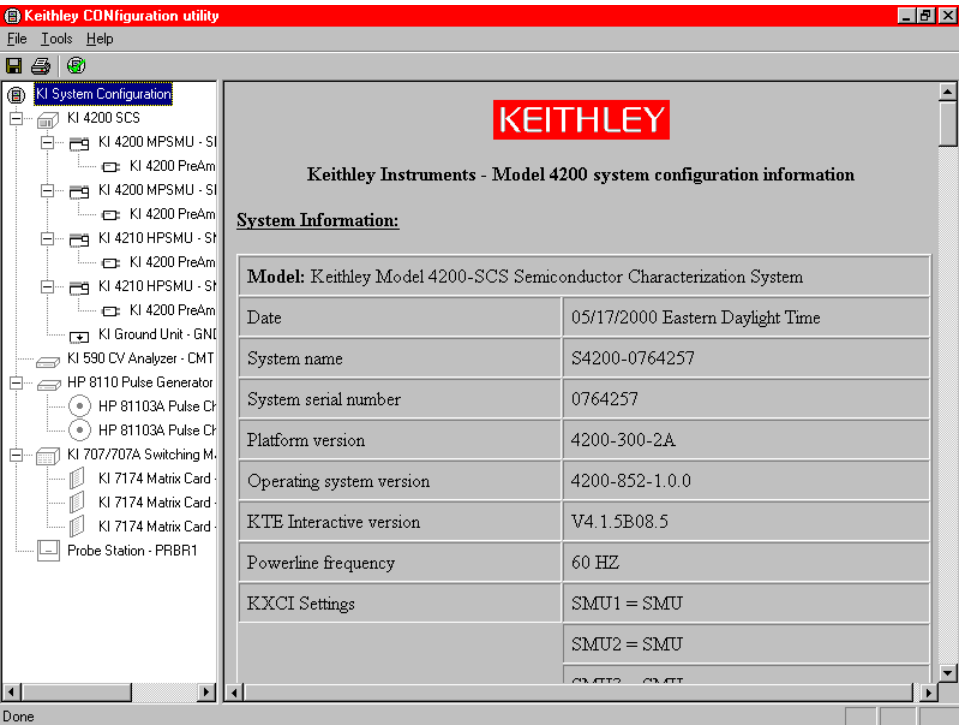 Keithley CONfiguration utility
File Tools Help
KI System Configuration
KI 4200 SCS
KI 4200 MPSMU -
KI 4200 PreAm
KI 4200 MPSMU -
KI 4200 PreAm
KI 4210 HPSMU -
KI 4200 PreAm
KI 4210 HPSMU -
KI 4200 PreAm
KI Ground Unit - GND
KI 590 CV Analyzer - CMT
HP 8110 Pulse Generator
HP 81103A Pulse Ch
HP 81103A Pulse Ch
KI 707/707A Switching Ma
KI 7174 Matrix Card -
KI 7174 Matrix Card -
KI 7174 Matrix Card -
Probe Station - PRBR1
KEITHLEY
Keithley Instruments - Model 4200 system configuration information
System Information:
Model: Keithley Model 4200-SCS Semiconductor Characterization System
Date 05/17/2000 Eastern Daylight Time
System name S4200-0764257
System serial number 0764257
Platform version 4200-300-2A
Operating system version 4200-852-1.0.0
KTE Interactive version V4.1.5B08.5
Powerline frequency 60 HZ
KXCI Settings SMU1 = SMU
SMU2 = SMU
Done